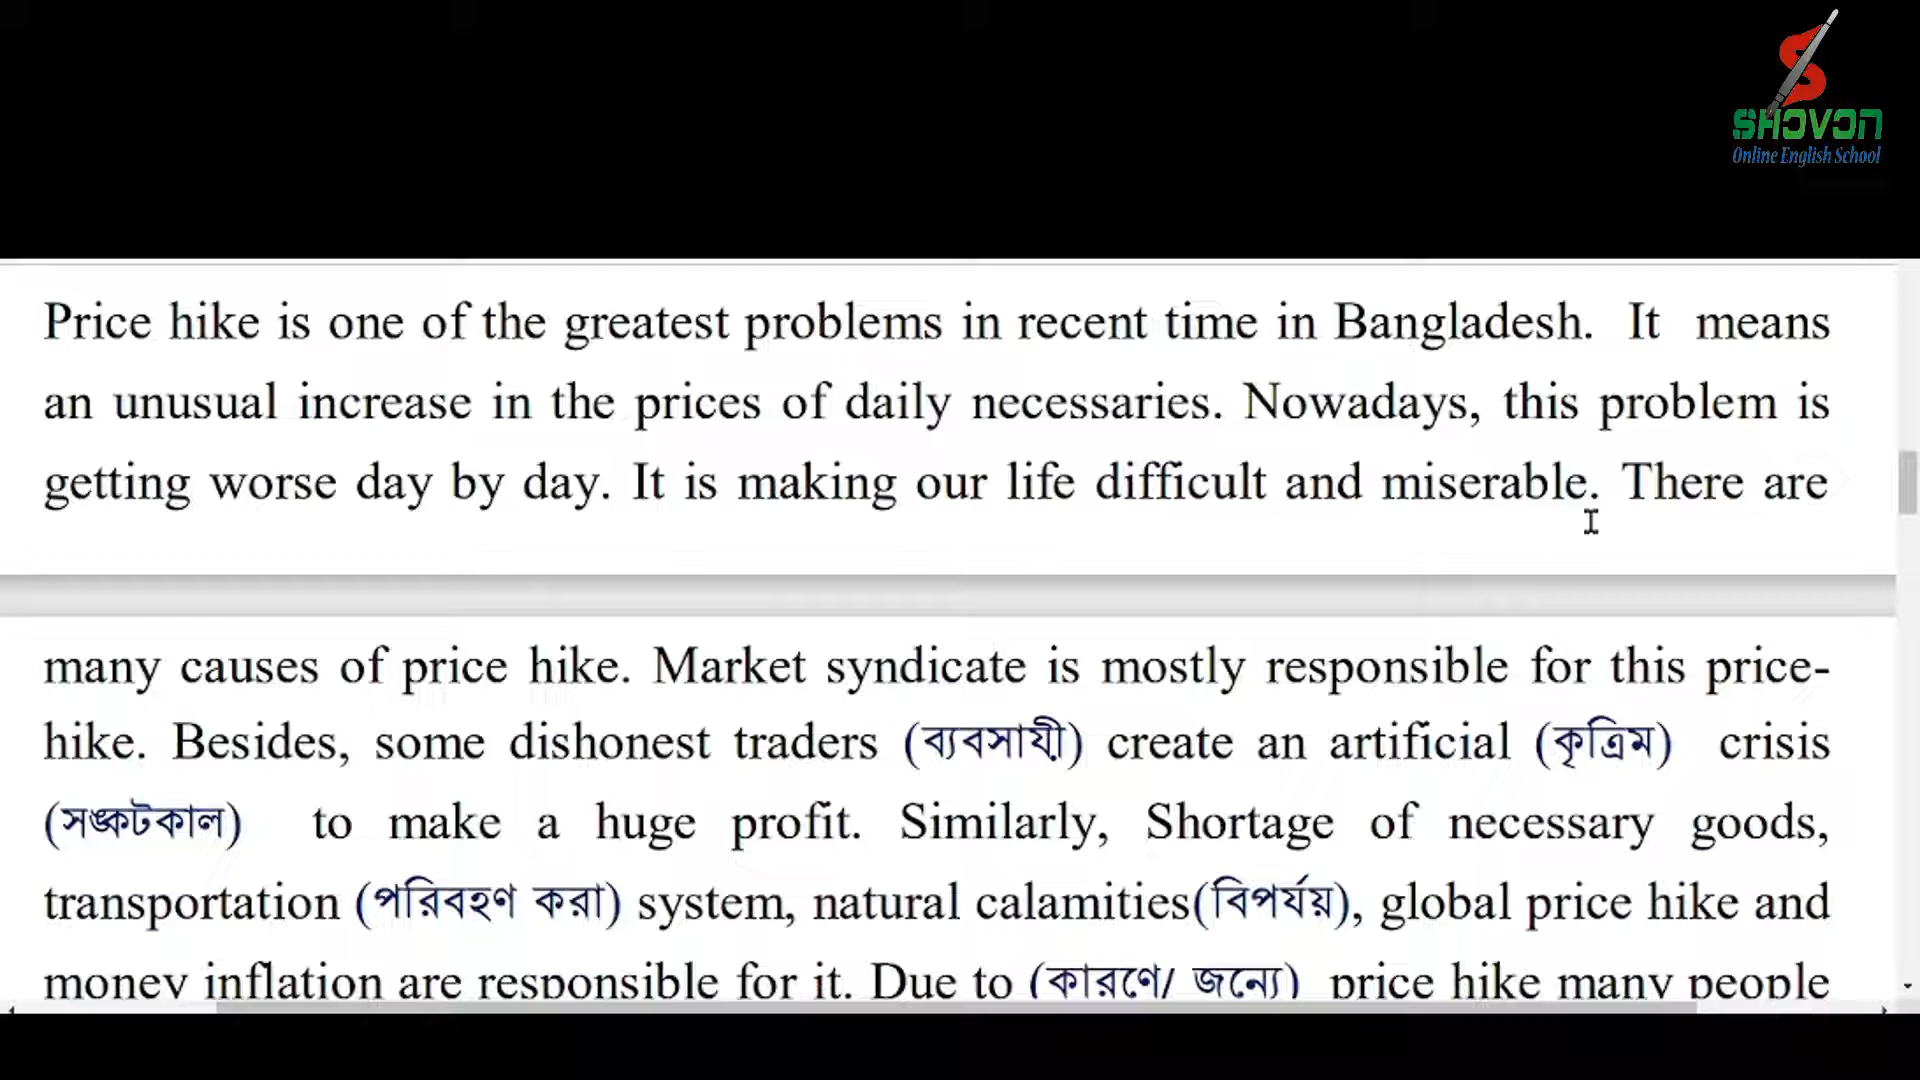 SHOVON
Online English School
Price hike is one of the greatest problems in recent time in Bangladesh. It means
an unusual increase in the prices of daily necessaries. Nowadays, this problem is
getting worse day by day. It is making our life difficult and miserable. There are
many causes of price hike. Market syndicate is mostly responsible for this price-
hike. Besides, some dishonest traders (ব্যবসায়ী) create an artificial (কৃত্রিম) crisis
(সঙ্কটকাল) to make a huge profit. Similarly, Shortage of necessary goods,
transportation (পরিবহণ করা) system, natural calamities(বিপর্যয়), global price hike and
money inflation are responsible for it. Due to (কারণে/ জন্যে) price hike many people